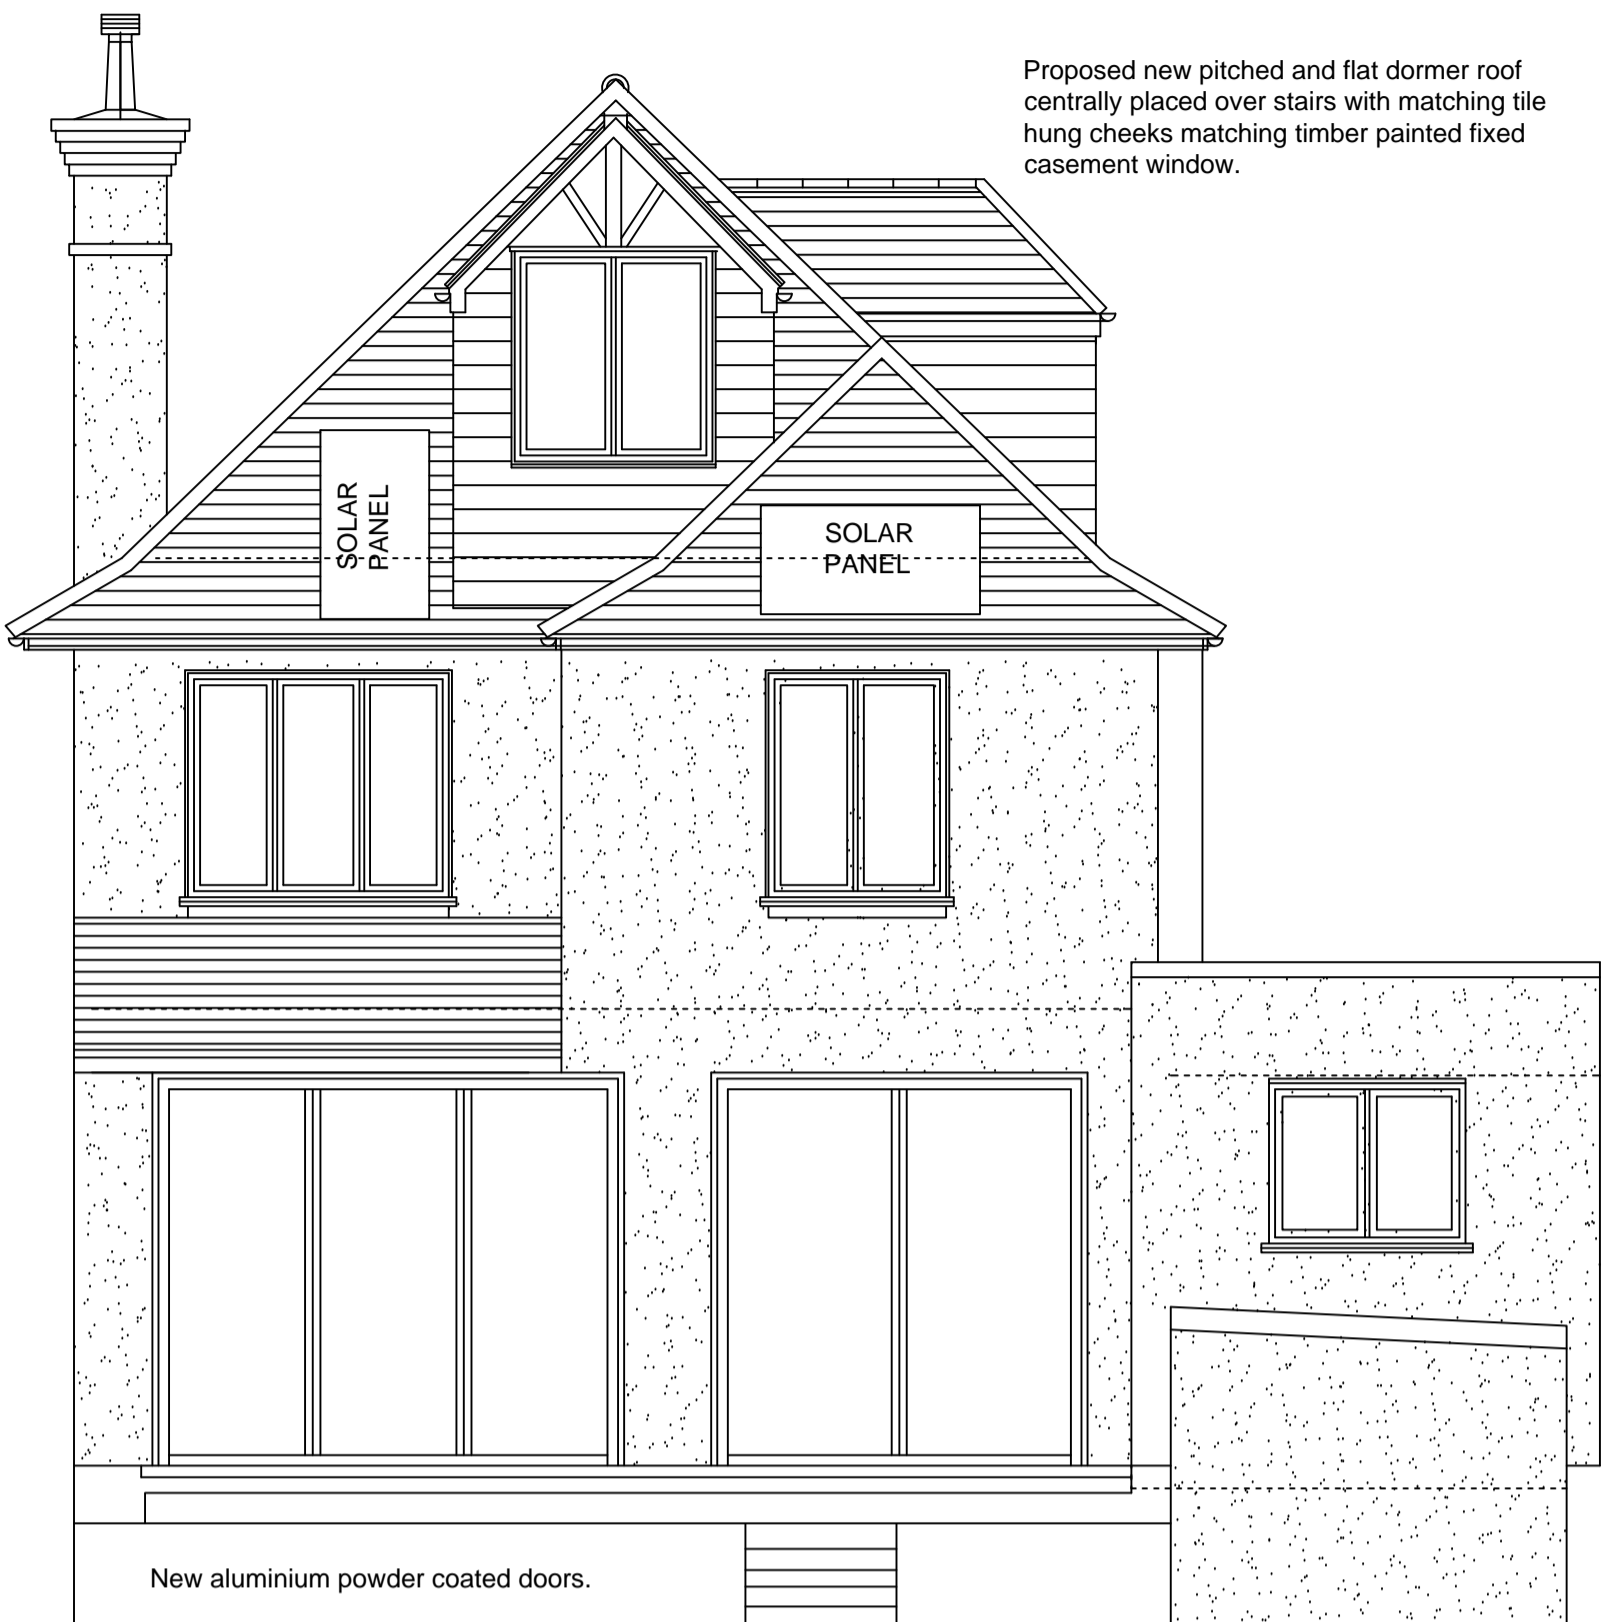 Proposed new pitched and flat dormer roof
centrally placed over stairs with matching tile
hung cheeks matching timber painted fixed
casement window.
SOLAR
PANEL
SOLAR
PANEL
New aluminium powder coated doors.